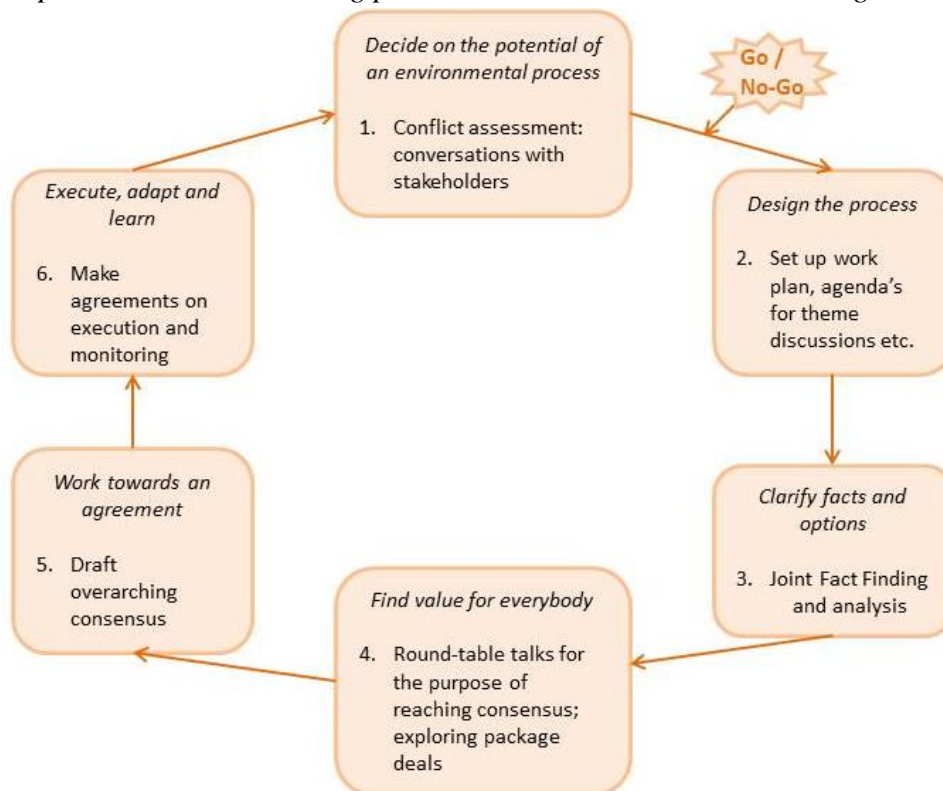 Decide on the potential of
an environmental process
1. Conflict assessment:
conversations with
stakeholders
Go /
No-Go
Design the process
2. Set up work
plan, agenda's
for theme
discussions etc.
Clarify facts and
options
3. Joint Fact Finding
and analysis
Find value for everybody
4. Round-table talks for
the purpose of
reaching consensus;
exploring package
deals
Work towards an
agreement
5. Draft
overarching
consensus
Execute, adapt and
learn
6. Make
agreements on
execution and
monitoring